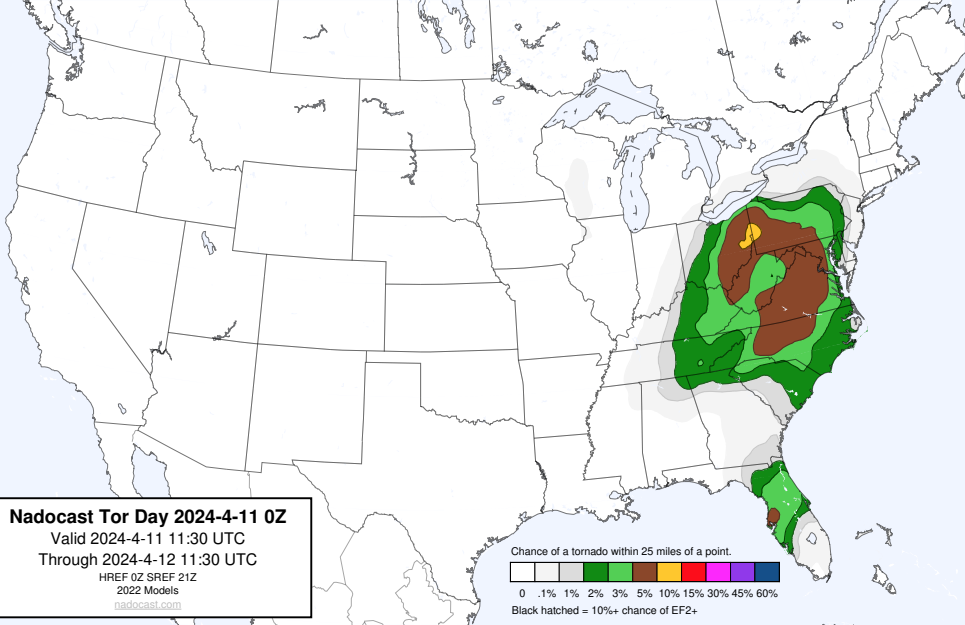 Nadocast Tor Day 2024-4-11 0Z
Valid 2024-4-11 11:30 UTC
Through 2024-4-12 11:30 UTC
HREF 0Z SREF 21Z
2022 Models
nadocast.com
Chance of a tornado within 25 miles of a point.
0 .1% 1% 2% 3% 5% 10% 15% 30% 45% 60%
Black hatched = 10%+ chance of EF2+